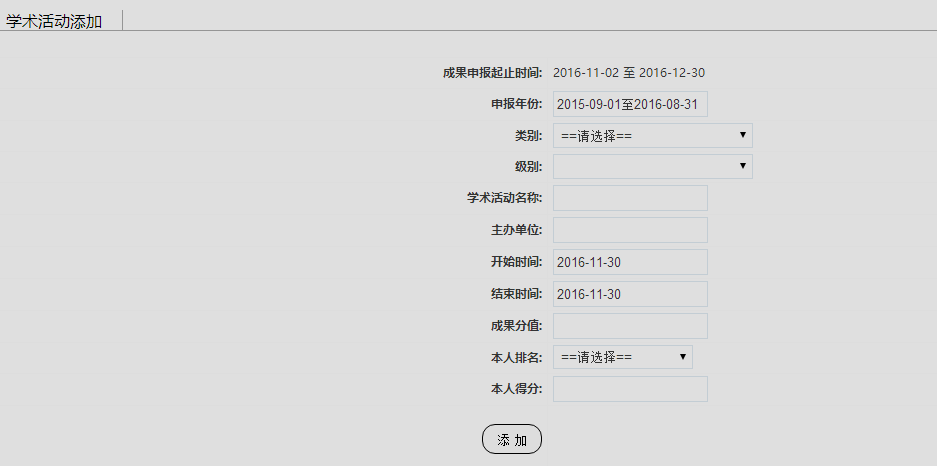 学术活动添加
成果申报起止时间: 2016-11-02 至 2016-12-30
申报年份: 2015-09-01至2016-08-31
类别: ==请选择==
级别:
学术活动名称:
主办单位:
开始时间: 2016-11-30
结束时间: 2016-11-30
成果分值:
本人排名: ==请选择==
本人得分:
添 加